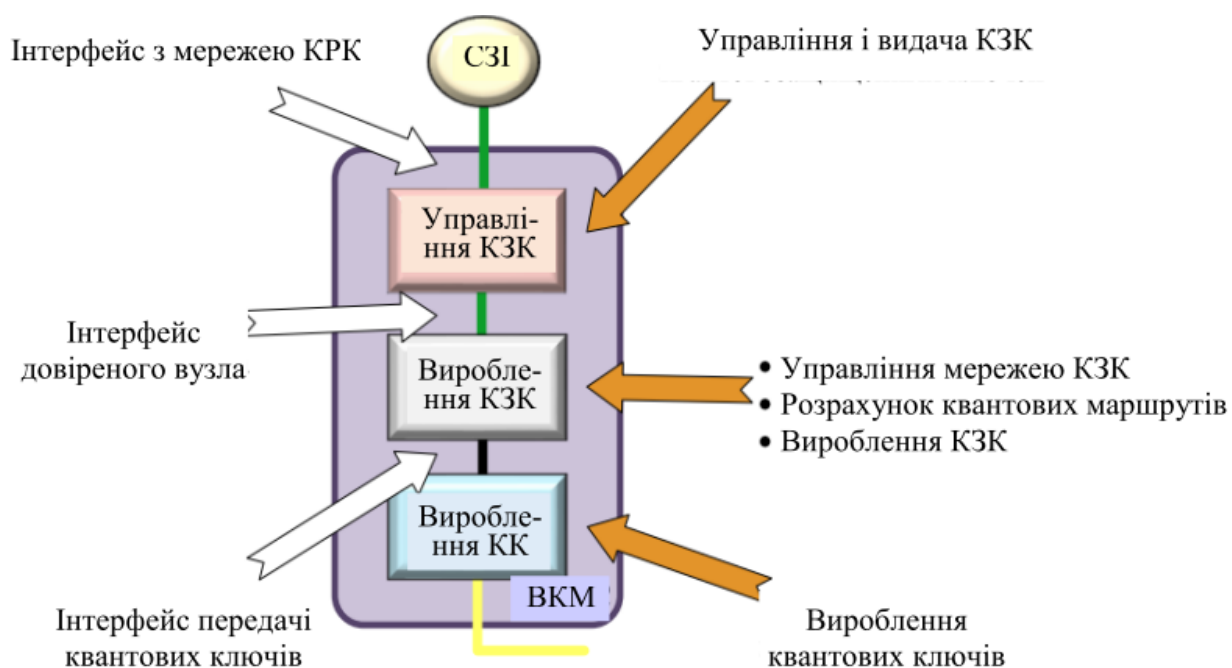 Інтерфейс з мережею КРК
СЗІ
Управління і видача КЗК
Управлі-
ння КЗК
Інтерфейс
довіреного вузла
Вироблe-
ння КЗК
• Управління мережею КЗК
• Розрахунок квантових маршрутів
• Вироблення КЗК
Виробле-
ння КК
ВКМ
Інтерфейс передачі
квантових ключів
Вироблення
квантових ключів